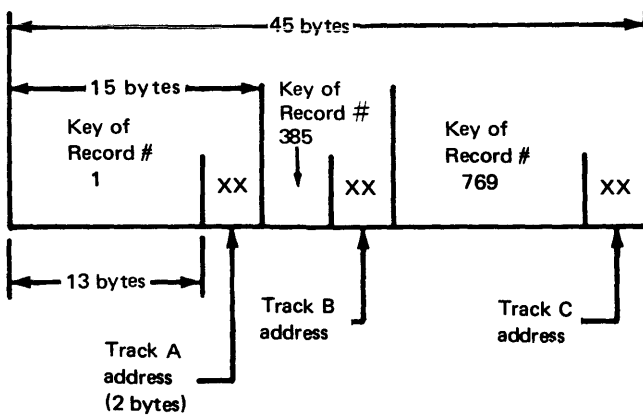 45 bytes
15 bytes
Key of
Record #
1
XX
Key of
Record #
385
XX
Key of
Record #
769
XX
13 bytes
Track A
address
(2 bytes)
Track B
address
Track C
address